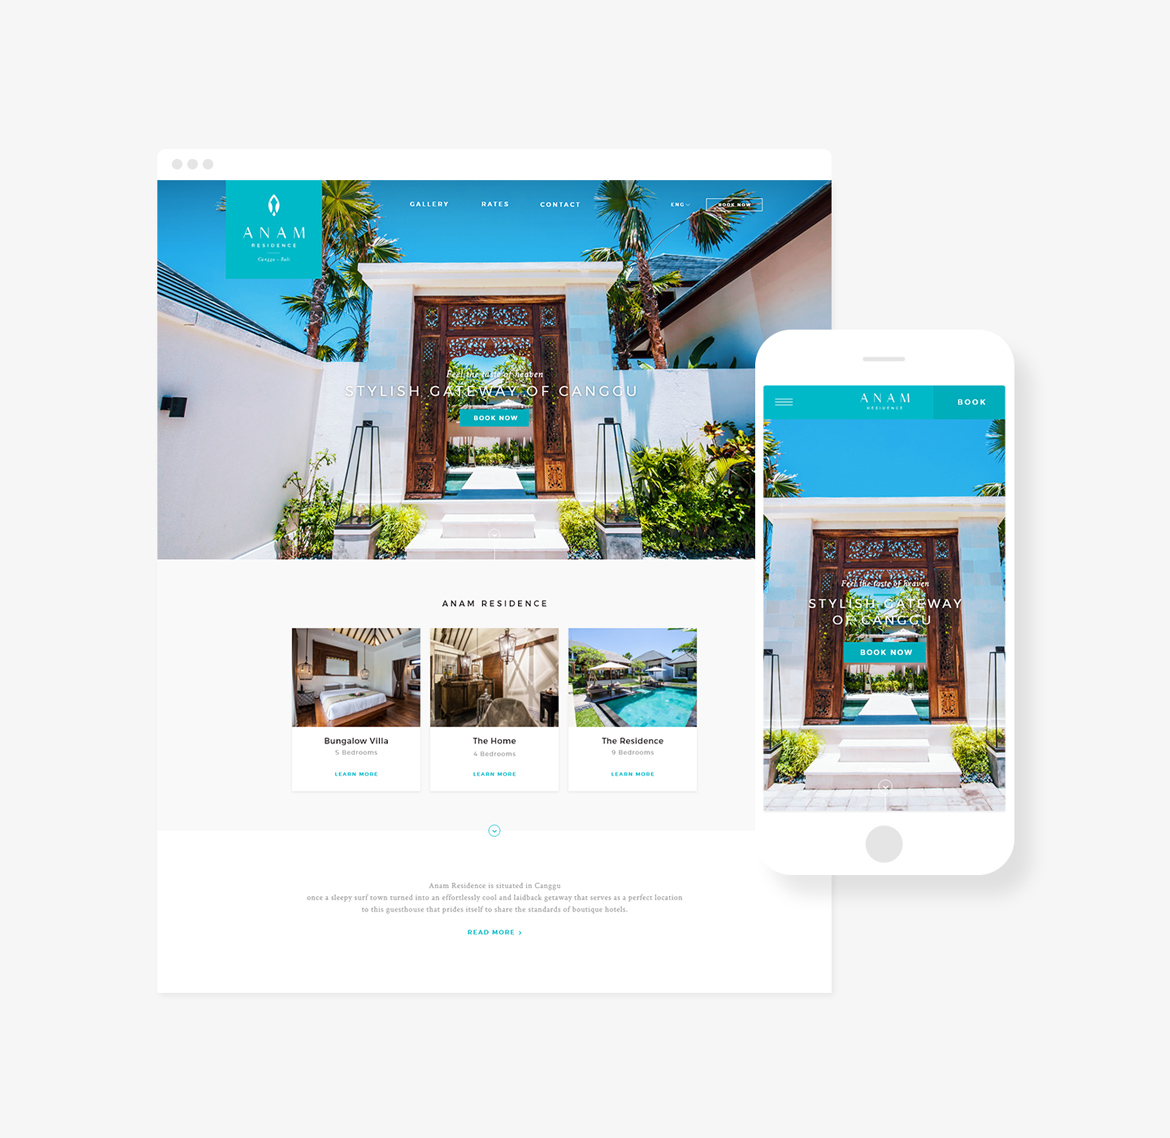 ANAM
RESIDENCE
Canggu - Bali
GALLERY
RATES
CONTACT
ENG
BOOK NOW
Feel the taste of heaven
STYLISH GATEWAY OF CANGGU
BOOK NOW
ANAM RESIDENCE
Bungalow Villa
5 Bedrooms
LEARN MORE
The Home
4 Bedrooms
LEARN MORE
The Residence
9 Bedrooms
LEARN MORE
Anam Residence is situated in Canggu
once a sleepy surf town turned into an effortlessly cool and laidback getaway that serves as a perfect location
to this guesthouse that prides itself to share the standards of boutique hotels.
READ MORE >
ANAM
RESIDENCE
BOOK
Feel the taste of heaven
STYLISH GATEWAY
OF CANGGU
BOOK NOW